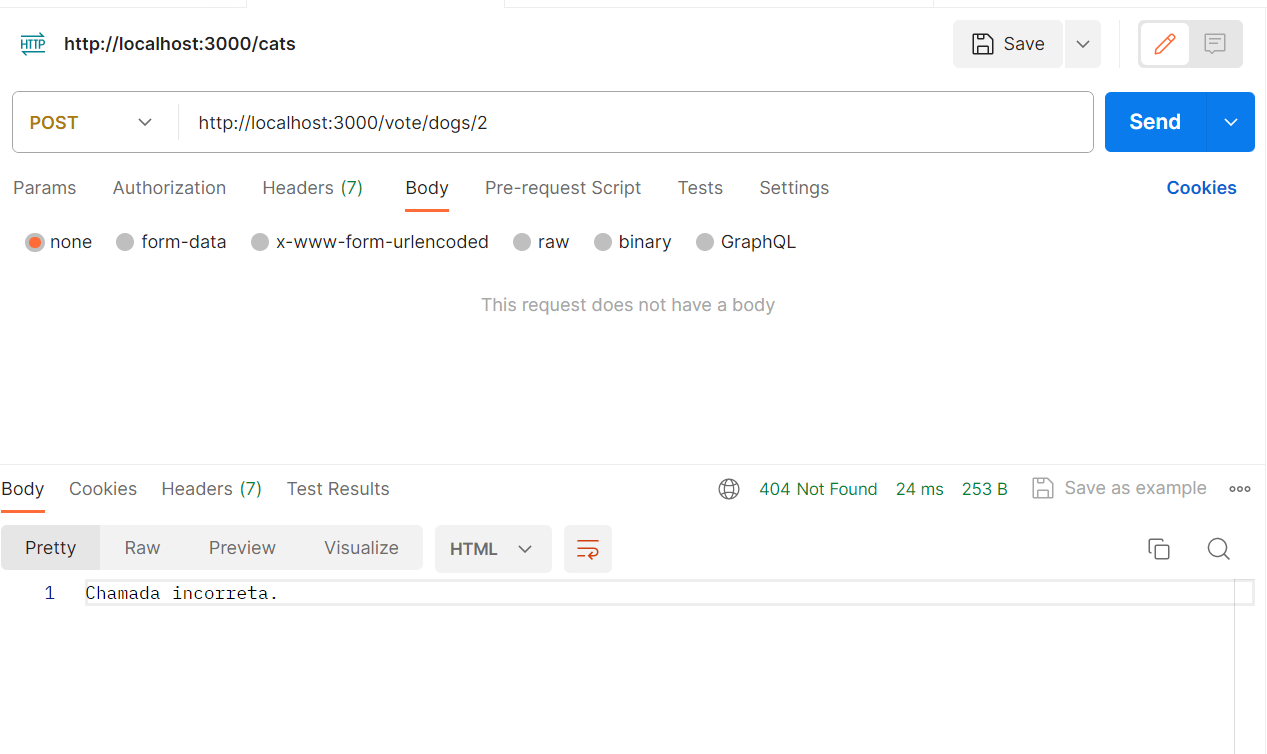 HTTP http://localhost:3000/cats Save
POST http://localhost:3000/vote/dogs/2 Send
Params Authorization Headers (7) Body Pre-request Script Tests Settings Cookies
none form-data x-www-form-urlencoded raw binary GraphQL
This request does not have a body
Body Cookies Headers (7) Test Results 404 Not Found 24 ms 253 B Save as example
Pretty Raw Preview Visualize HTML
1 Chamada incorreta.